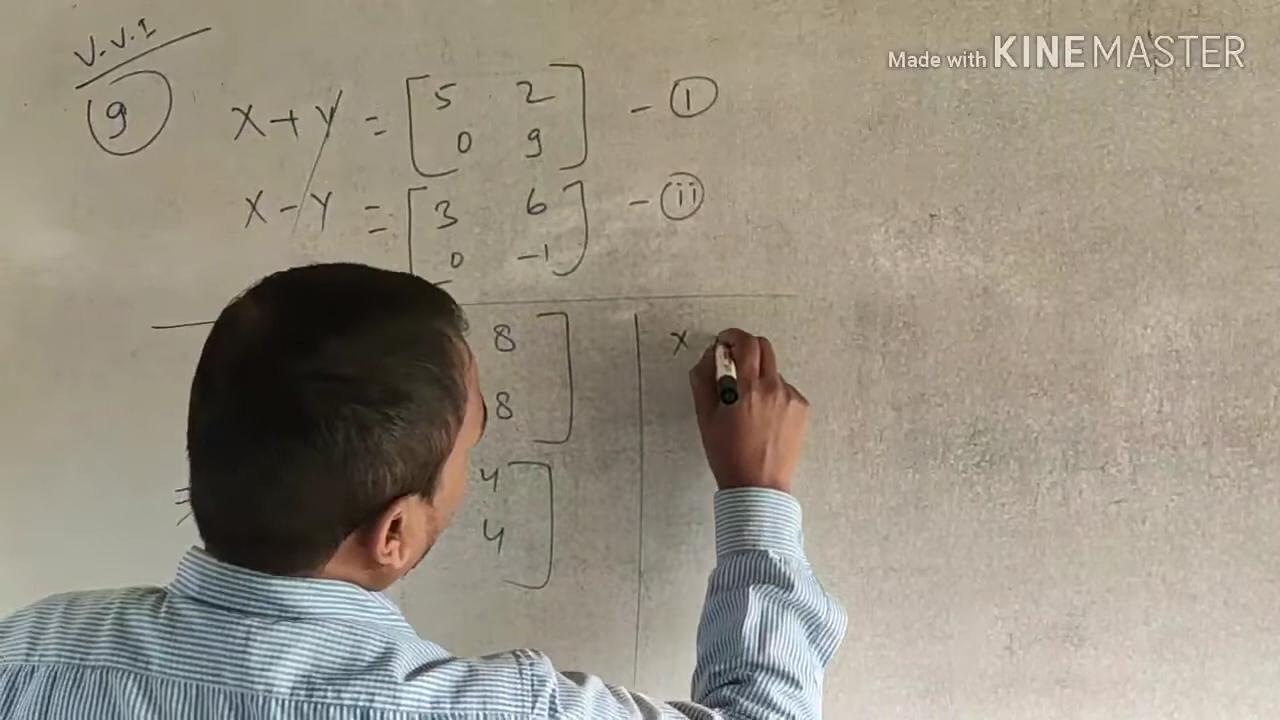 V.V.I
Made with KINEMASTER
9 X+Y = [5 2
0 9] - (i)
X-Y = [3 6
0 -1] - (ii)
8
8]
=
4
4]
X